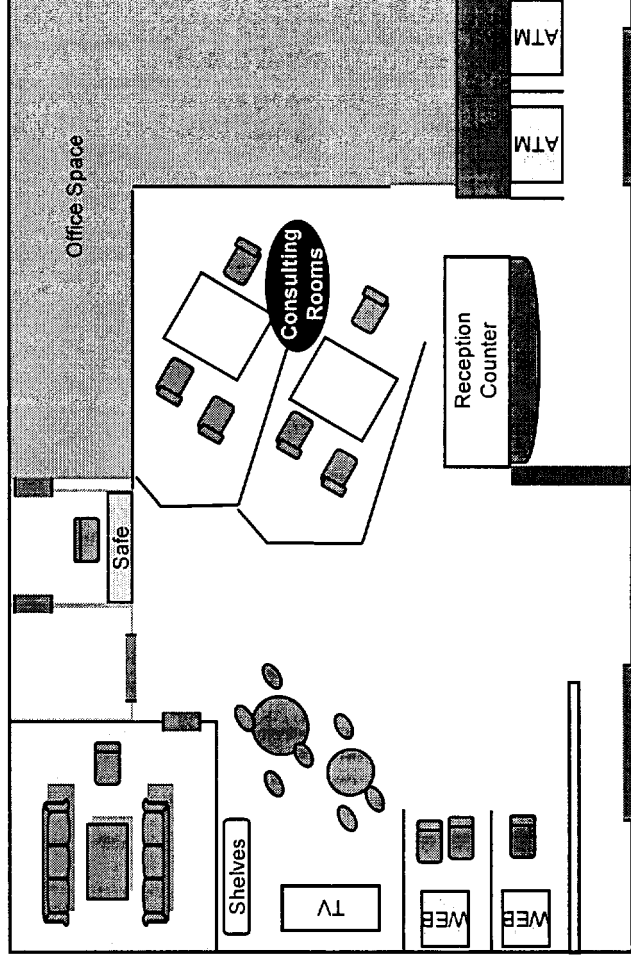 Office Space
ATM
ATM
Consulting
Rooms
Reception
Counter
Safe
Shelves
TV
WEB
WEB